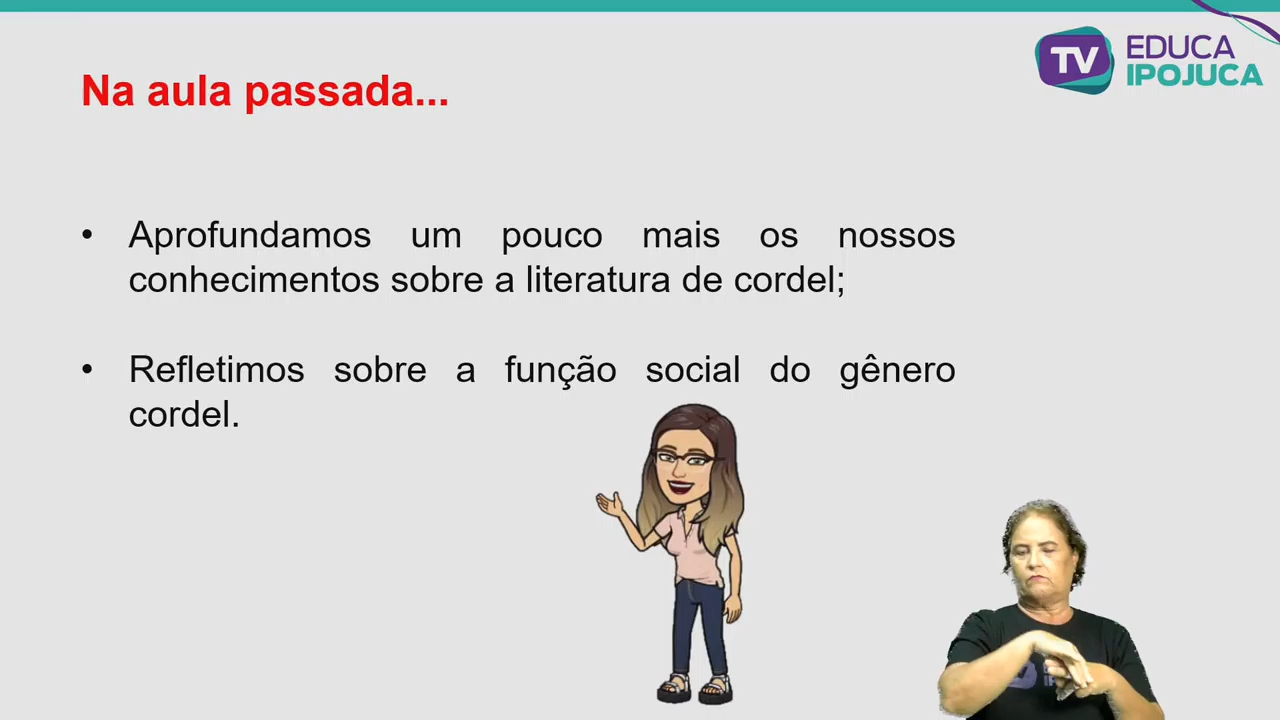 TV EDUCA
IPOJUCA
Na aula passada...
• Aprofundamos um pouco mais os nossos
conhecimentos sobre a literatura de cordel;
• Refletimos sobre a função social do gênero
cordel.